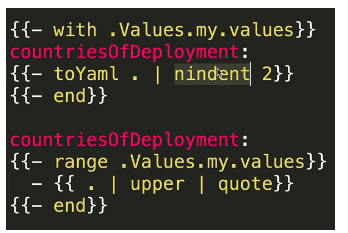 {{- with .Values.my.values}}
countriesOfDeployment:
{{- toYaml . | nindent 2}}
{{- end}}

countriesOfDeployment:
{{- range .Values.my.values}}
  - {{ . | upper | quote}}
{{- end}}